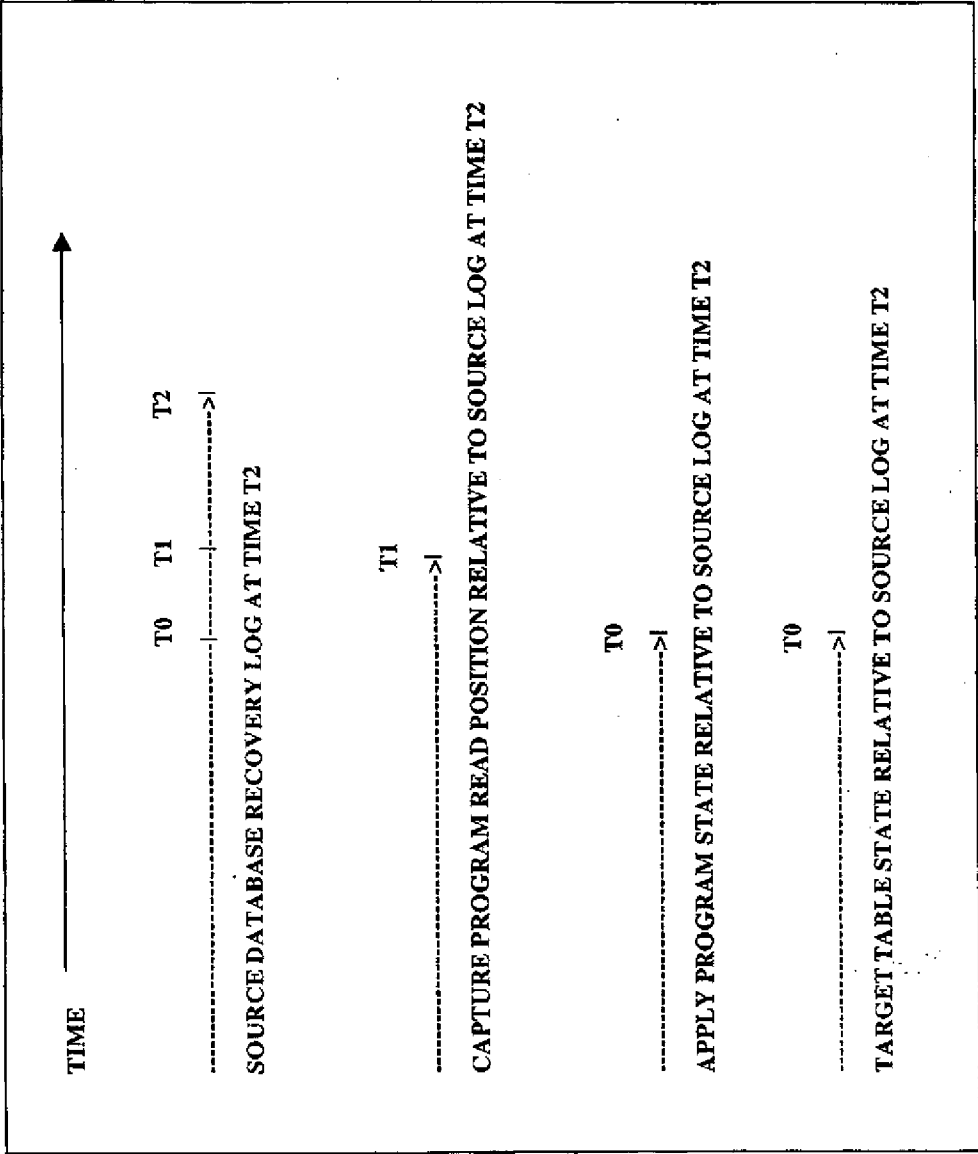 TIME
T0 T1 T2
SOURCE DATABASE RECOVERY LOG AT TIME T2
T1
CAPTURE PROGRAM READ POSITION RELATIVE TO SOURCE LOG AT TIME T2
T0
APPLY PROGRAM STATE RELATIVE TO SOURCE LOG AT TIME T2
T0
TARGET TABLE STATE RELATIVE TO SOURCE LOG AT TIME T2